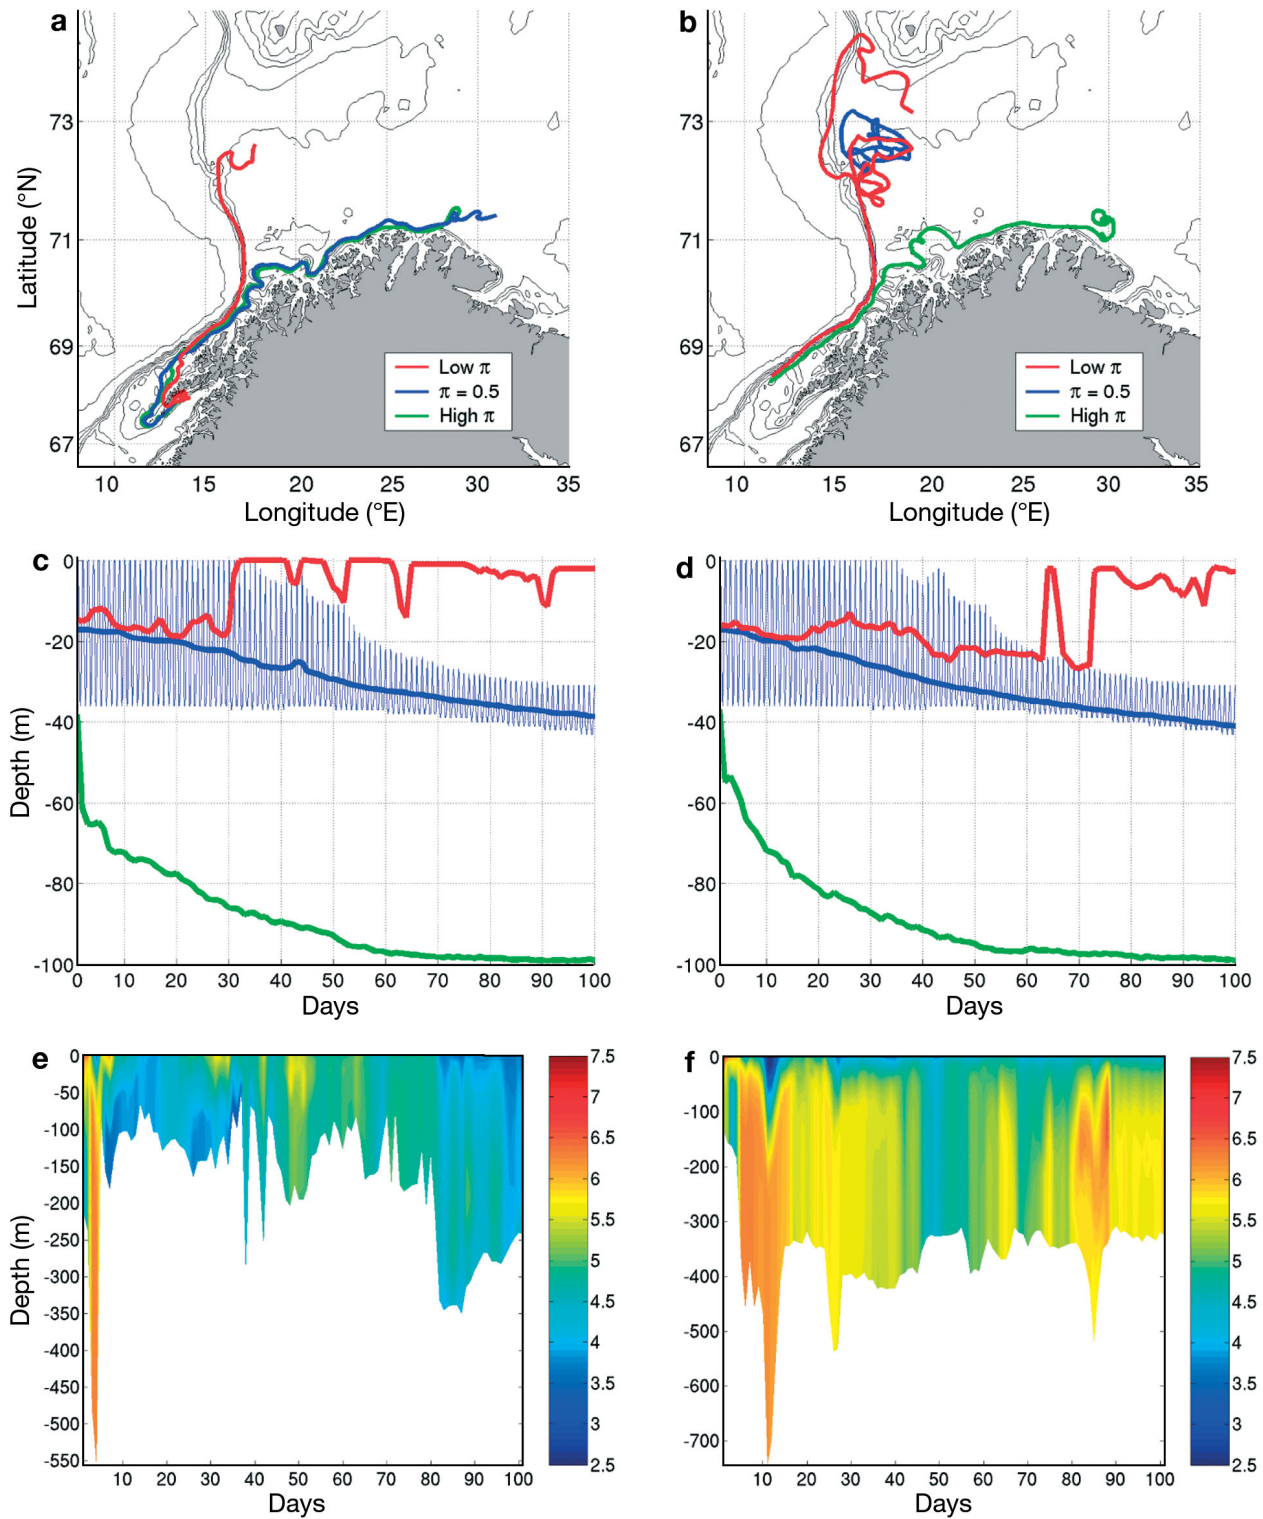 a
b
73
71
69
67
Latitude (°N)
Low π
π = 0.5
High π
10 15 20 25 30 35
Longitude (°E)
73
71
69
67
Low π
π = 0.5
High π
10 15 20 25 30 35
Longitude (°E)
c
0
-20
-40
-60
-80
-100
Depth (m)
0 10 20 30 40 50 60 70 80 90 100
Days
d
0
-20
-40
-60
-80
-100
0 10 20 30 40 50 60 70 80 90 100
Days
e
0
-50
-100
-150
-200
-250
-300
-350
-400
-450
-500
-550
Depth (m)
10 20 30 40 50 60 70 80 90 100
Days
7.5
7
6.5
6
5.5
5
4.5
4
3.5
3
2.5
f
0
-100
-200
-300
-400
-500
-600
-700
10 20 30 40 50 60 70 80 90 100
Days
7.5
7
6.5
6
5.5
5
4.5
4
3.5
3
2.5